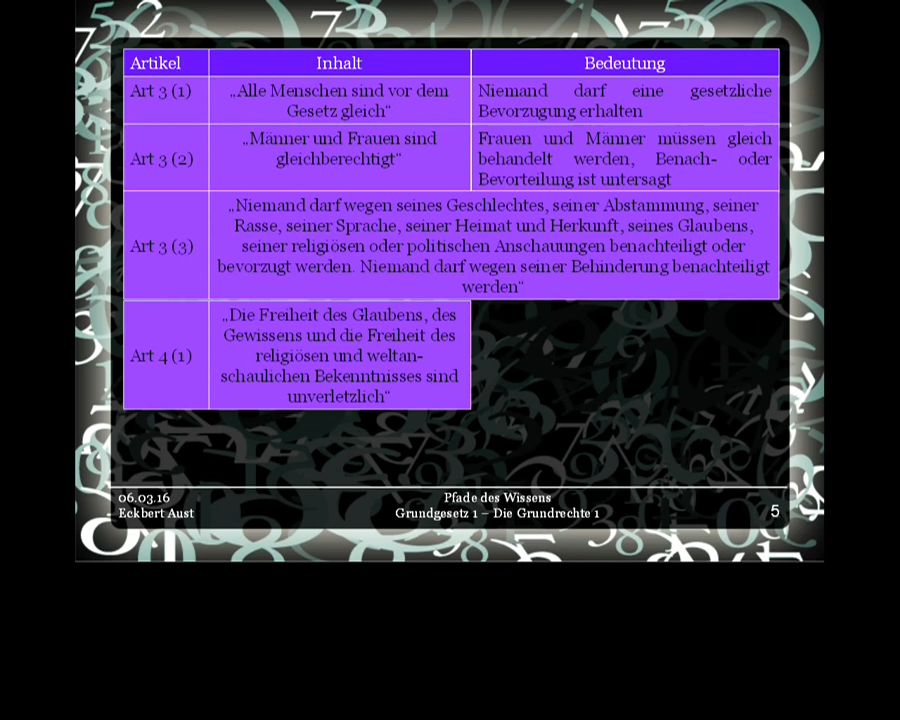 Artikel Inhalt Bedeutung
Art 3 (1) „Alle Menschen sind vor dem Gesetz gleich“ Niemand darf eine gesetzliche Bevorzugung erhalten
Art 3 (2) „Männer und Frauen sind gleichberechtigt“ Frauen und Männer müssen gleich behandelt werden, Benach- oder Bevorteilung ist untersagt
Art 3 (3) „Niemand darf wegen seines Geschlechtes, seiner Abstammung, seiner
Rasse, seiner Sprache, seiner Heimat und Herkunft, seines Glaubens,
seiner religiösen oder politischen Anschauungen benachteiligt oder
bevorzugt werden. Niemand darf wegen seiner Behinderung benachteiligt
werden“
Art 4 (1) „Die Freiheit des Glaubens, des
Gewissens und die Freiheit des
religiösen und weltan-
schaulichen Bekenntnisses sind
unverletzlich“
06.03.16 Pfade des Wissens
Eckbert Aust Grundgesetz 1 – Die Grundrechte 1 5